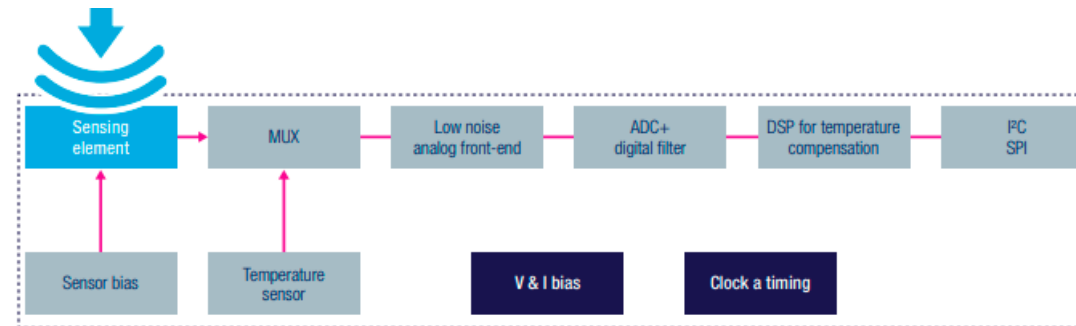 Sensing
element
MUX
Low noise
analog front-end
ADC+
digital filter
DSP for temperature
compensation
I²C
SPI
Sensor bias
Temperature
sensor
V & I bias
Clock a timing